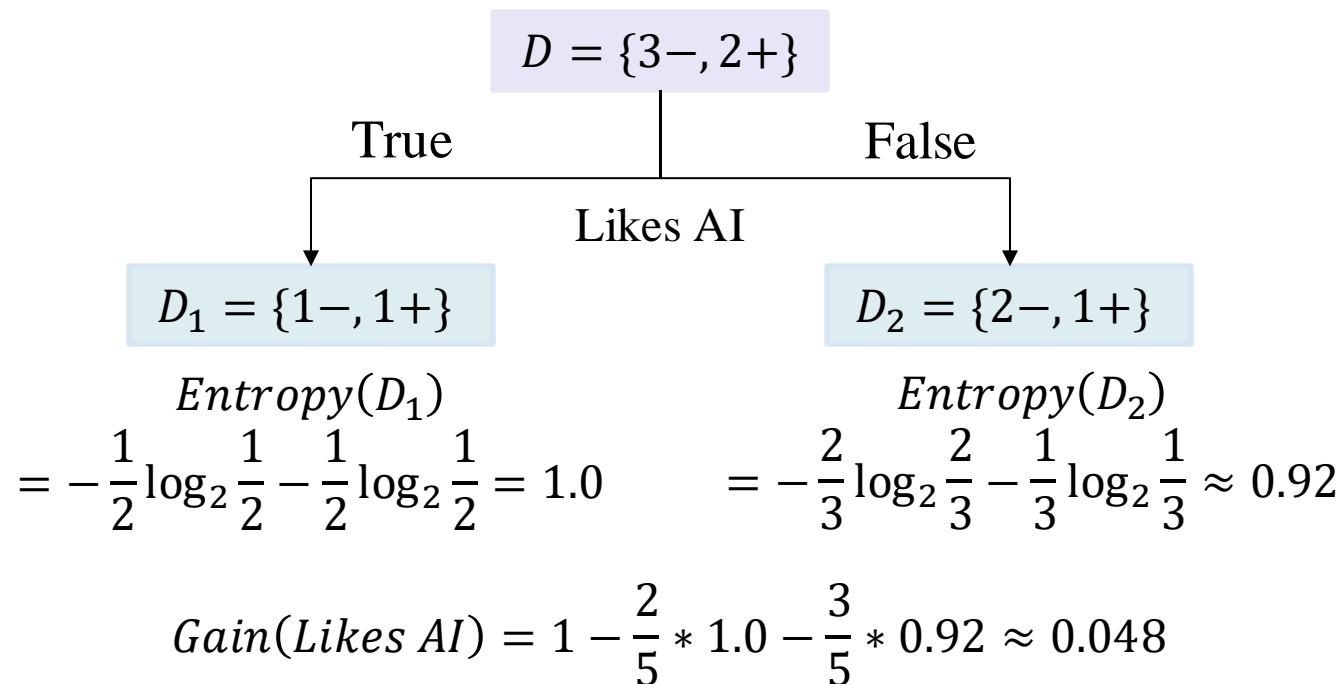 D = {3−, 2+}
True False
Likes AI
D₁ = {1−, 1+} D₂ = {2−, 1+}
Entropy(D₁) Entropy(D₂)
= −1/2 log₂ 1/2 − 1/2 log₂ 1/2 = 1.0 = −2/3 log₂ 2/3 − 1/3 log₂ 1/3 ≈ 0.92
Gain(Likes AI) = 1 − 2/5 * 1.0 − 3/5 * 0.92 ≈ 0.048